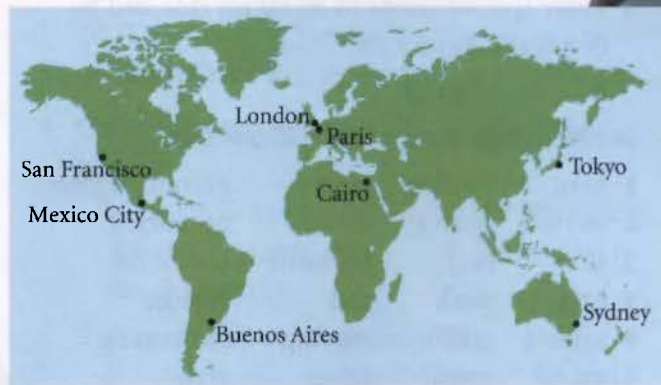 London
Paris
San Francisco
Cairo
Tokyo
Mexico City
Sydney
Buenos Aires